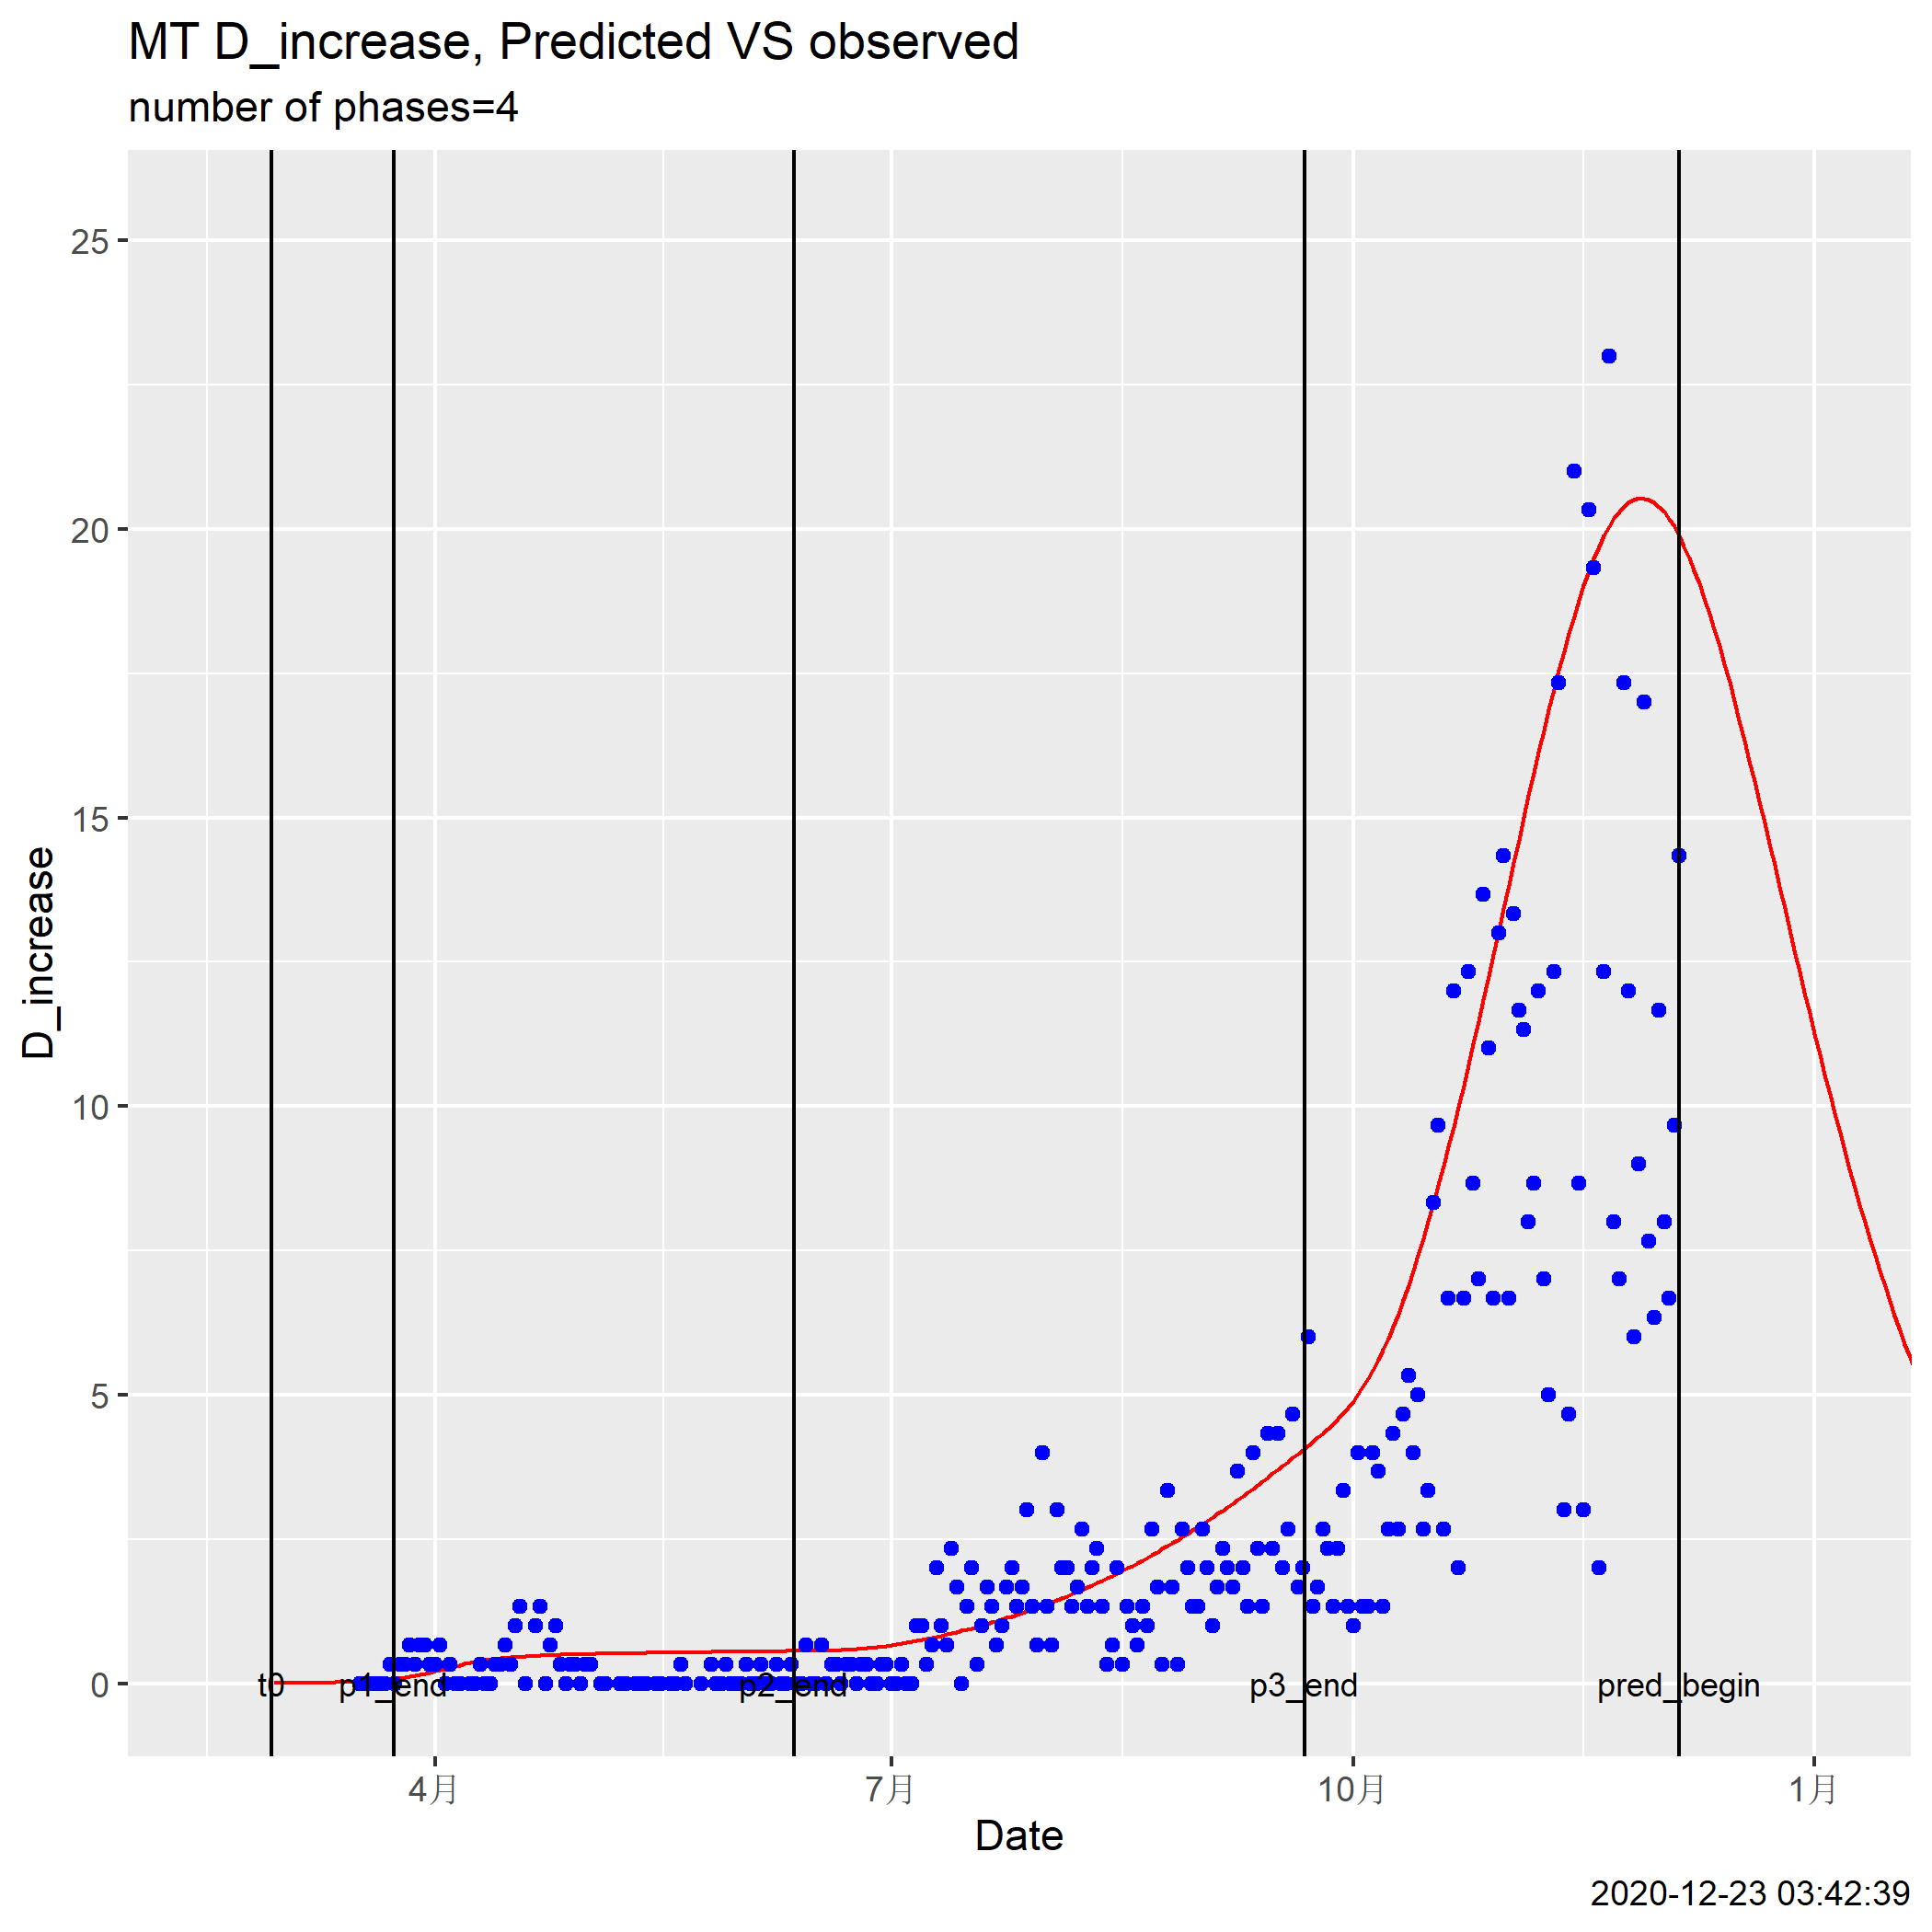 MT D_increase, Predicted VS observed
number of phases=4
25
20
15
10
5
0
D_increase
t0
p1_end
p2_end
p3_end
pred_begin
4月
7月
10月
1月
Date
2020-12-23 03:42:39